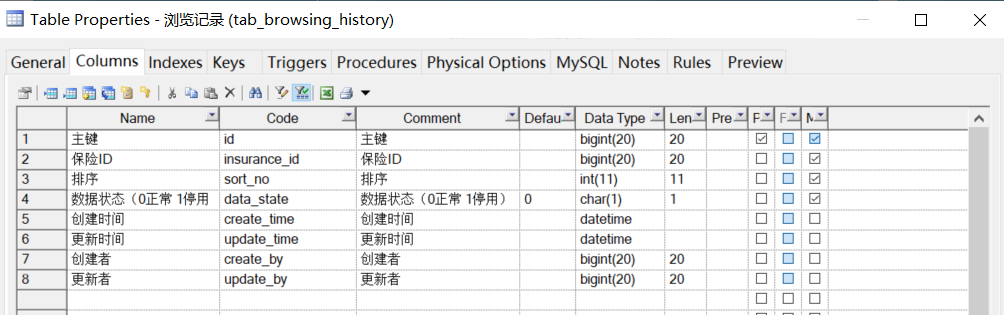 Table Properties - 浏览记录 (tab_browsing_history)
General Columns Indexes Keys Triggers Procedures Physical Options MySQL Notes Rules Preview
Name Code Comment Defau Data Type Len Pre P F M
1 主键 id 主键 bigint(20) 20
2 保险ID insurance_id 保险ID bigint(20) 20
3 排序 sort_no 排序 int(11) 11
4 数据状态（0正常 1停用 data_state 数据状态（0正常 1停用） 0 char(1) 1
5 创建时间 create_time 创建时间 datetime
6 更新时间 update_time 更新时间 datetime
7 创建者 create_by 创建者 bigint(20) 20
8 更新者 update_by 更新者 bigint(20) 20